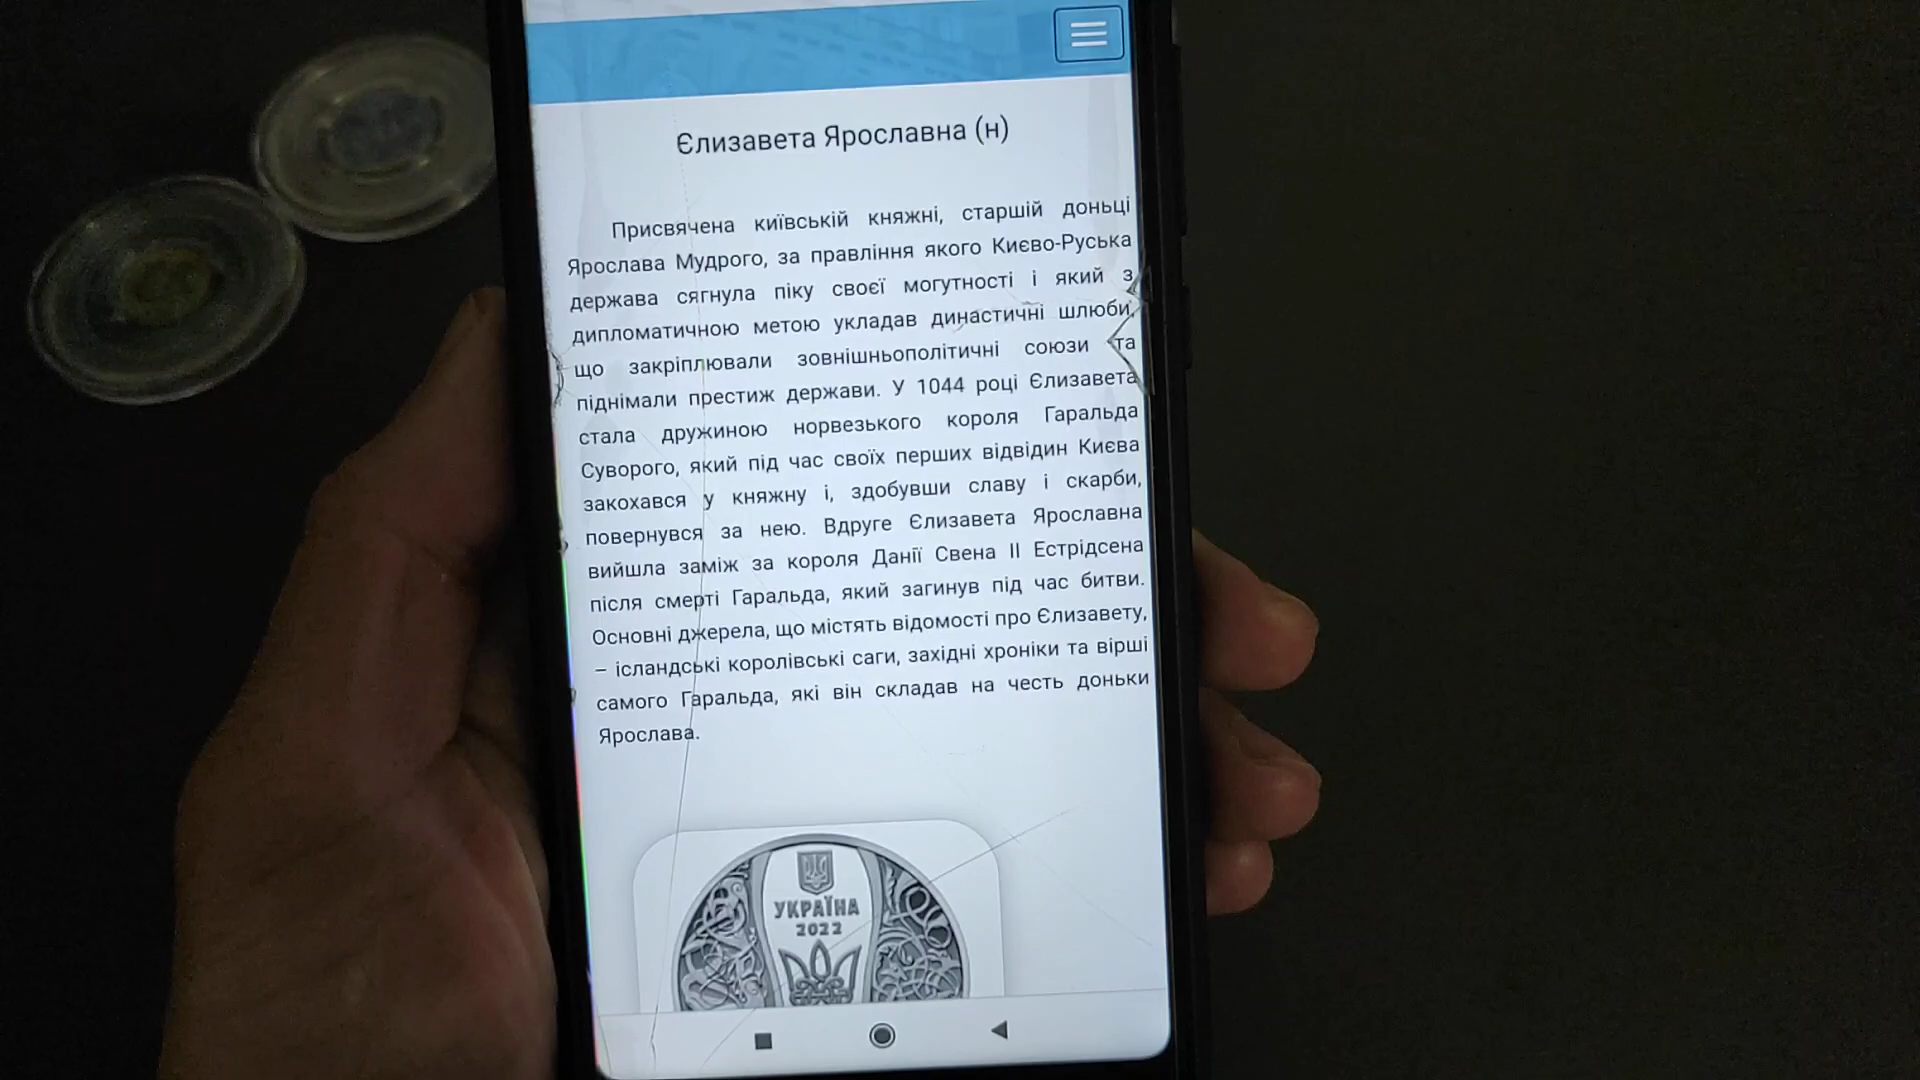 Єлизавета Ярославна (н)
Присвячена київській княжні, старшій доньці
Ярослава Мудрого, за правління якого Києво-Руська
держава сягнула піку своєї могутності і який з
дипломатичною метою укладав династичні шлюби,
що закріплювали зовнішньополітичні союзи та
піднімали престиж держави. У 1044 році Єлизавета
стала дружиною норвезького короля Гаральда
Суворого, який під час своїх перших відвідин Києва
закохався у княжну і, здобувши славу і скарби,
повернувся за нею. Вдруге Єлизавета Ярославна
вийшла заміж за короля Данії Свена II Естрідсена
після смерті Гаральда, який загинув під час битви.
Основні джерела, що містять відомості про Єлизавету,
– ісландські королівські саги, західні хроніки та вірші
самого Гаральда, які він складав на честь доньки
Ярослава.
УКРАЇНА
2022